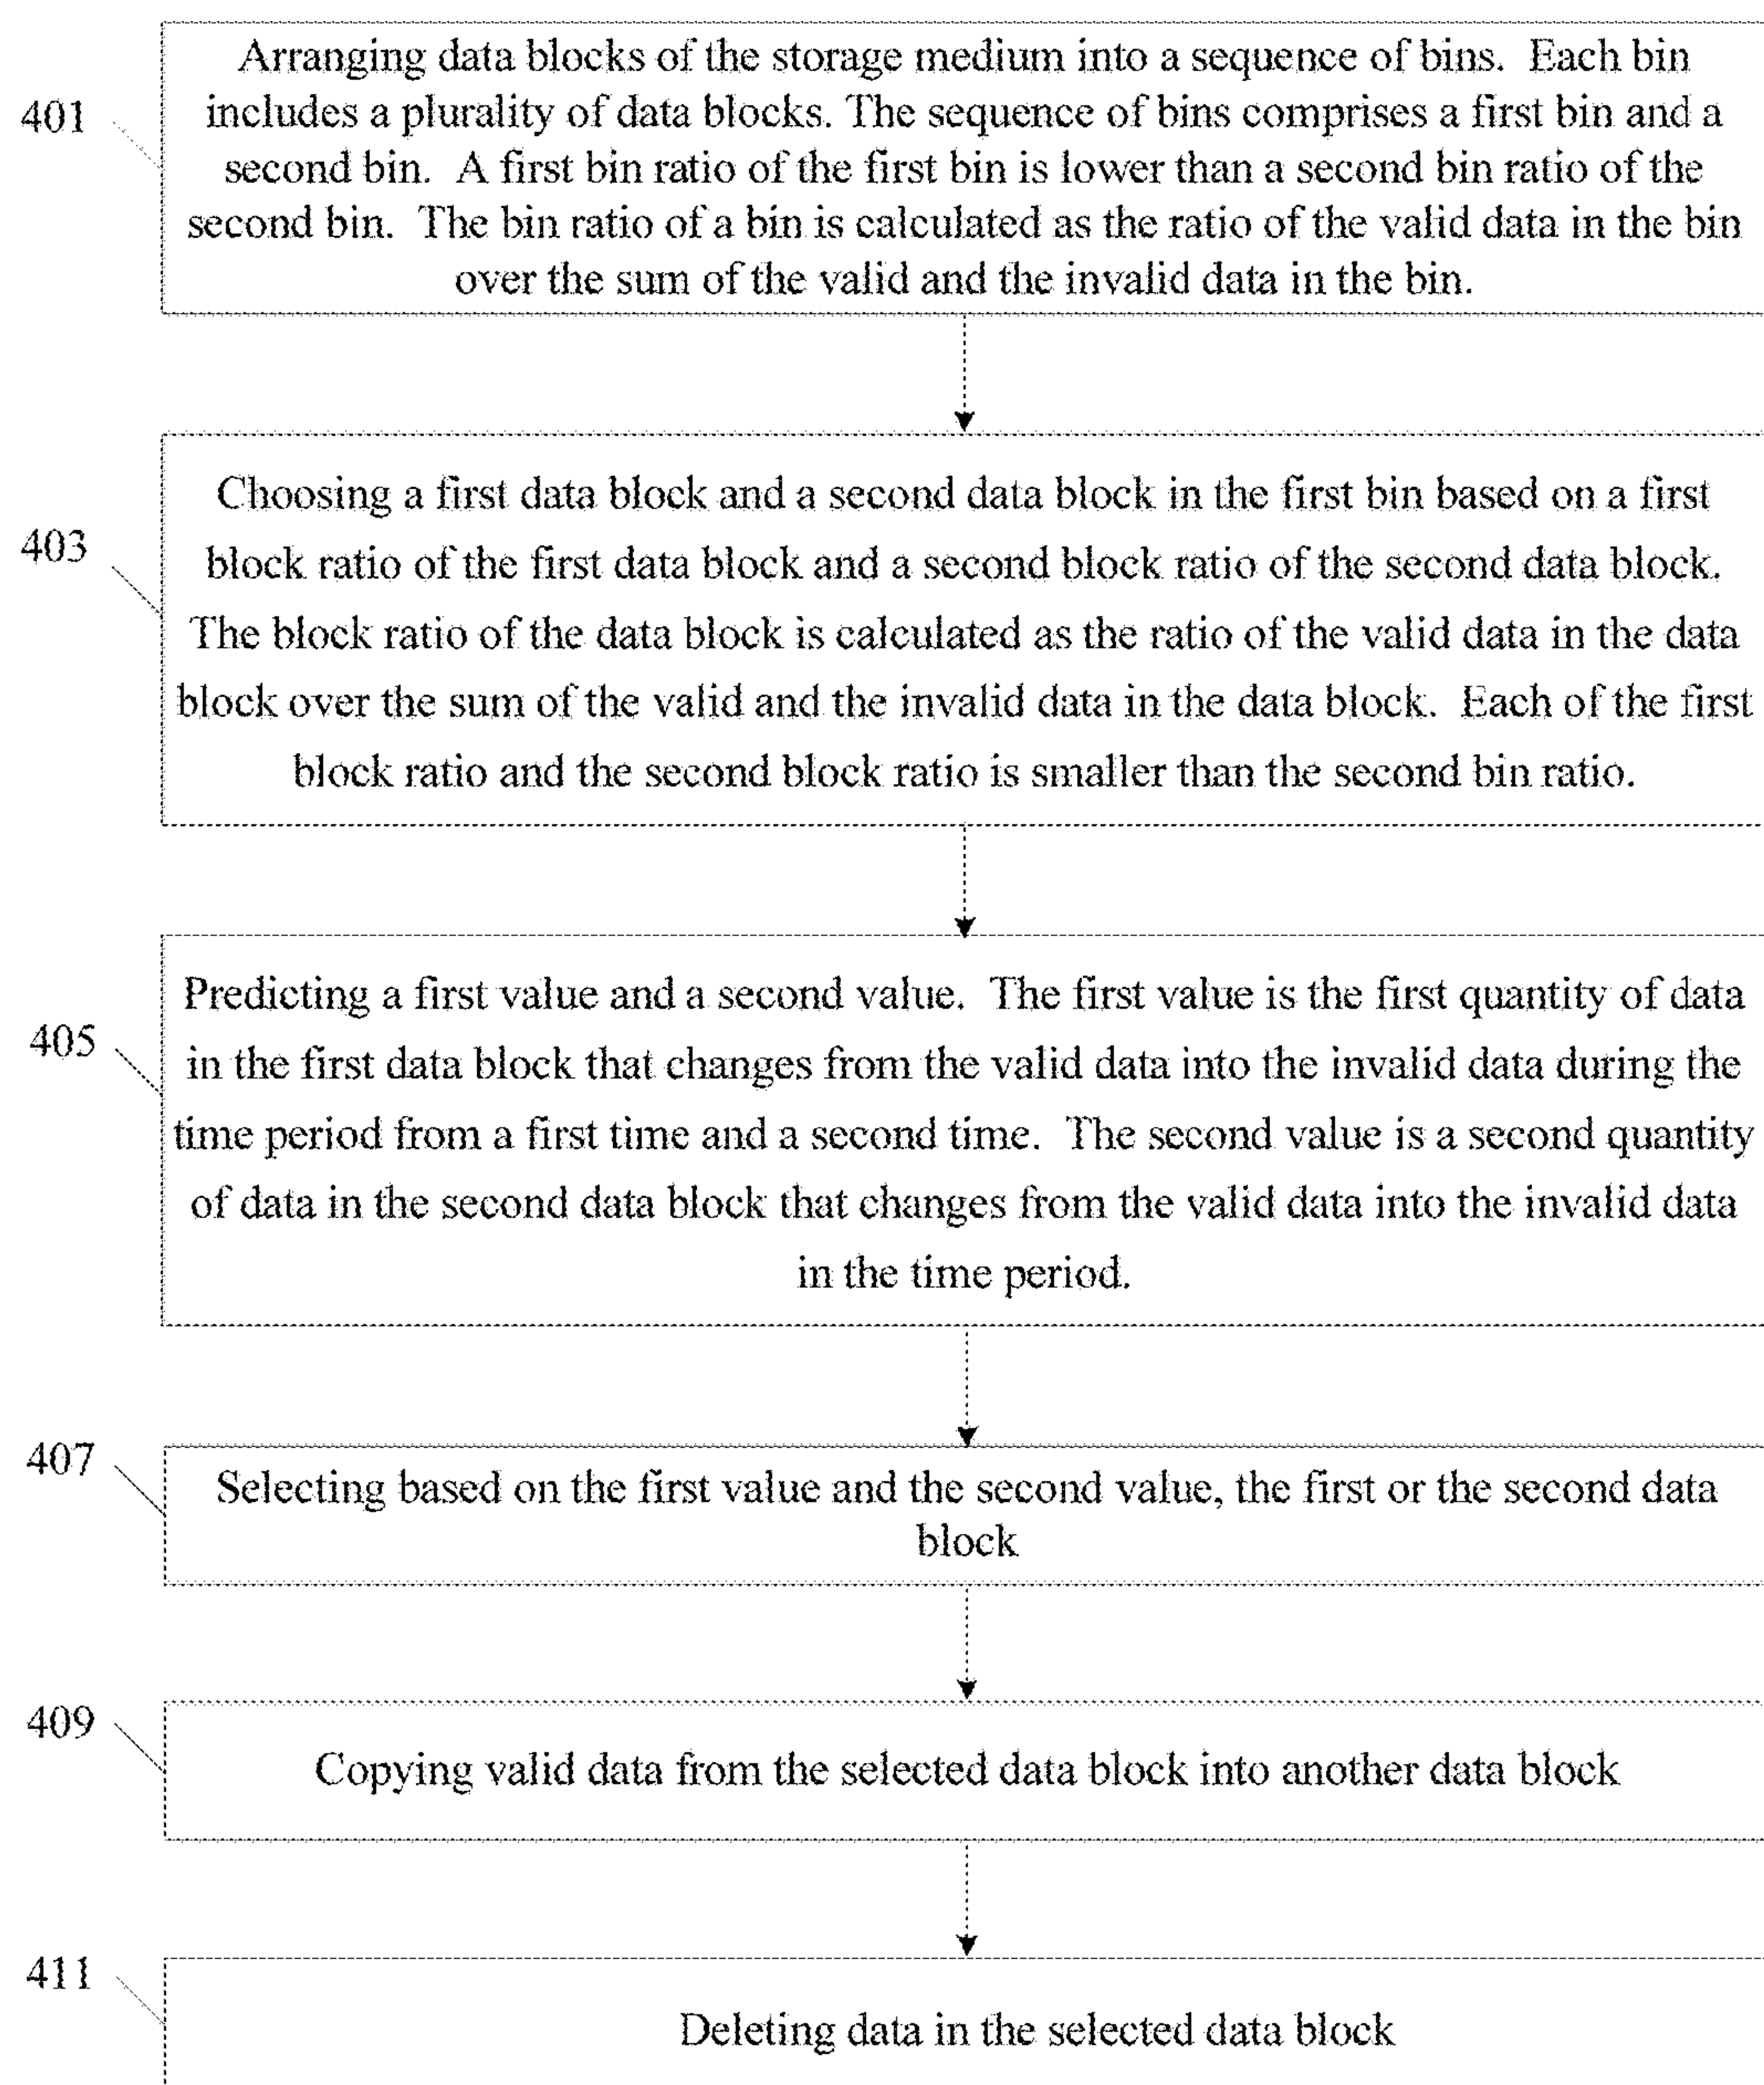 401
Arranging data blocks of the storage medium into a sequence of bins. Each bin
includes a plurality of data blocks. The sequence of bins comprises a first bin and a
second bin. A first bin ratio of the first bin is lower than a second bin ratio of the
second bin. The bin ratio of a bin is calculated as the ratio of the valid data in the bin
over the sum of the valid and the invalid data in the bin.
403
Choosing a first data block and a second data block in the first bin based on a first
block ratio of the first data block and a second block ratio of the second data block.
The block ratio of the data block is calculated as the ratio of the valid data in the data
block over the sum of the valid and the invalid data in the data block. Each of the first
block ratio and the second block ratio is smaller than the second bin ratio.
405
Predicting a first value and a second value. The first value is the first quantity of data
in the first data block that changes from the valid data into the invalid data during the
time period from a first time and a second time. The second value is a second quantity
of data in the second data block that changes from the valid data into the invalid data
in the time period.
407
Selecting based on the first value and the second value, the first or the second data
block
409
Copying valid data from the selected data block into another data block
411
Deleting data in the selected data block